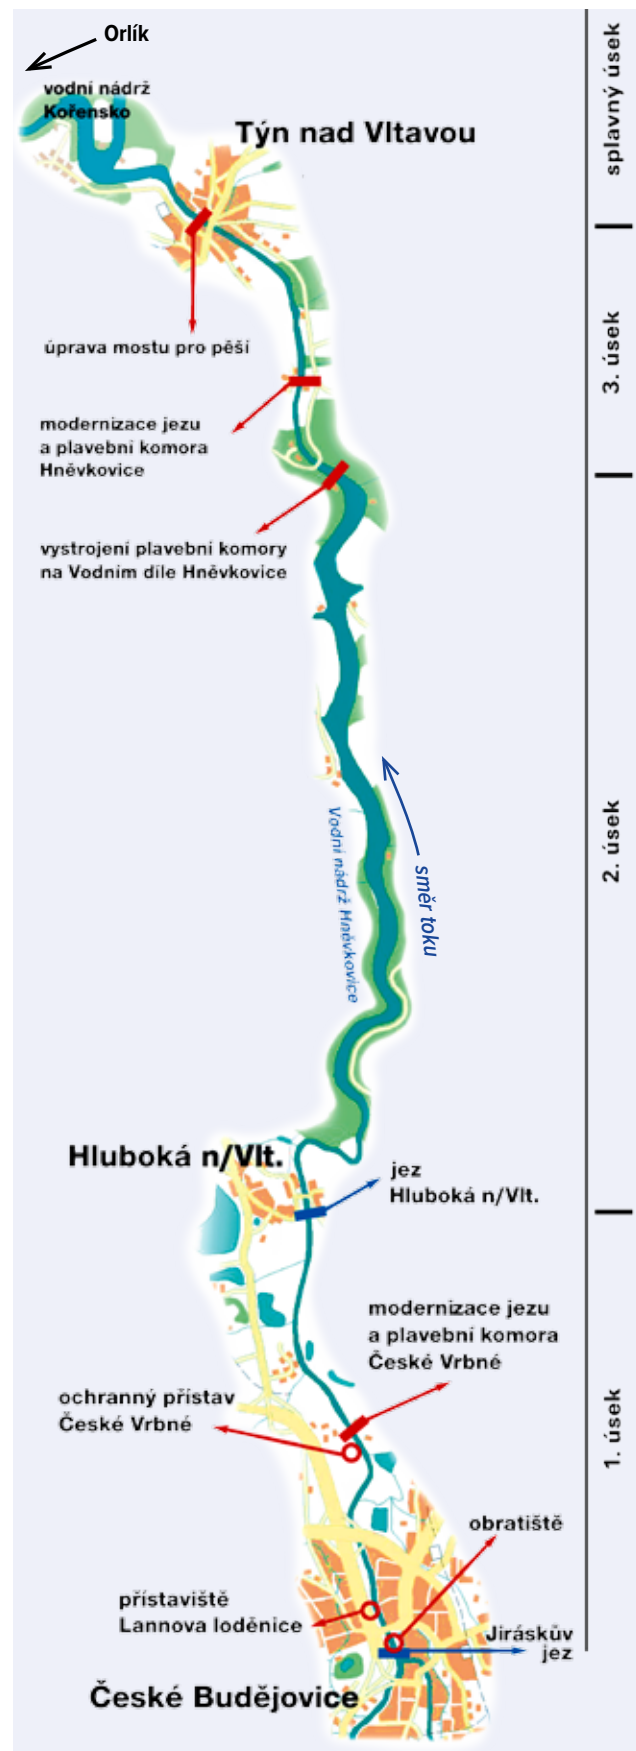 Orlík
vodní nádrž
Kořensko
Týn nad Vltavou
splavný úsek
úprava mostu pro pěší
3. úsek
modernizace jezu
a plavební komora
Hněvkovice
vystrojení plavební komory
na Vodním díle Hněvkovice
2. úsek
Vodní nádrž Hněvkovice
směr toku
Hluboká n/Vlt.
jez
Hluboká n/Vlt.
modernizace jezu
a plavební komora
České Vrbné
ochranný přístav
České Vrbné
1. úsek
obratiště
přístaviště
Lannova loděnice
Jiráskův
jez
České Budějovice